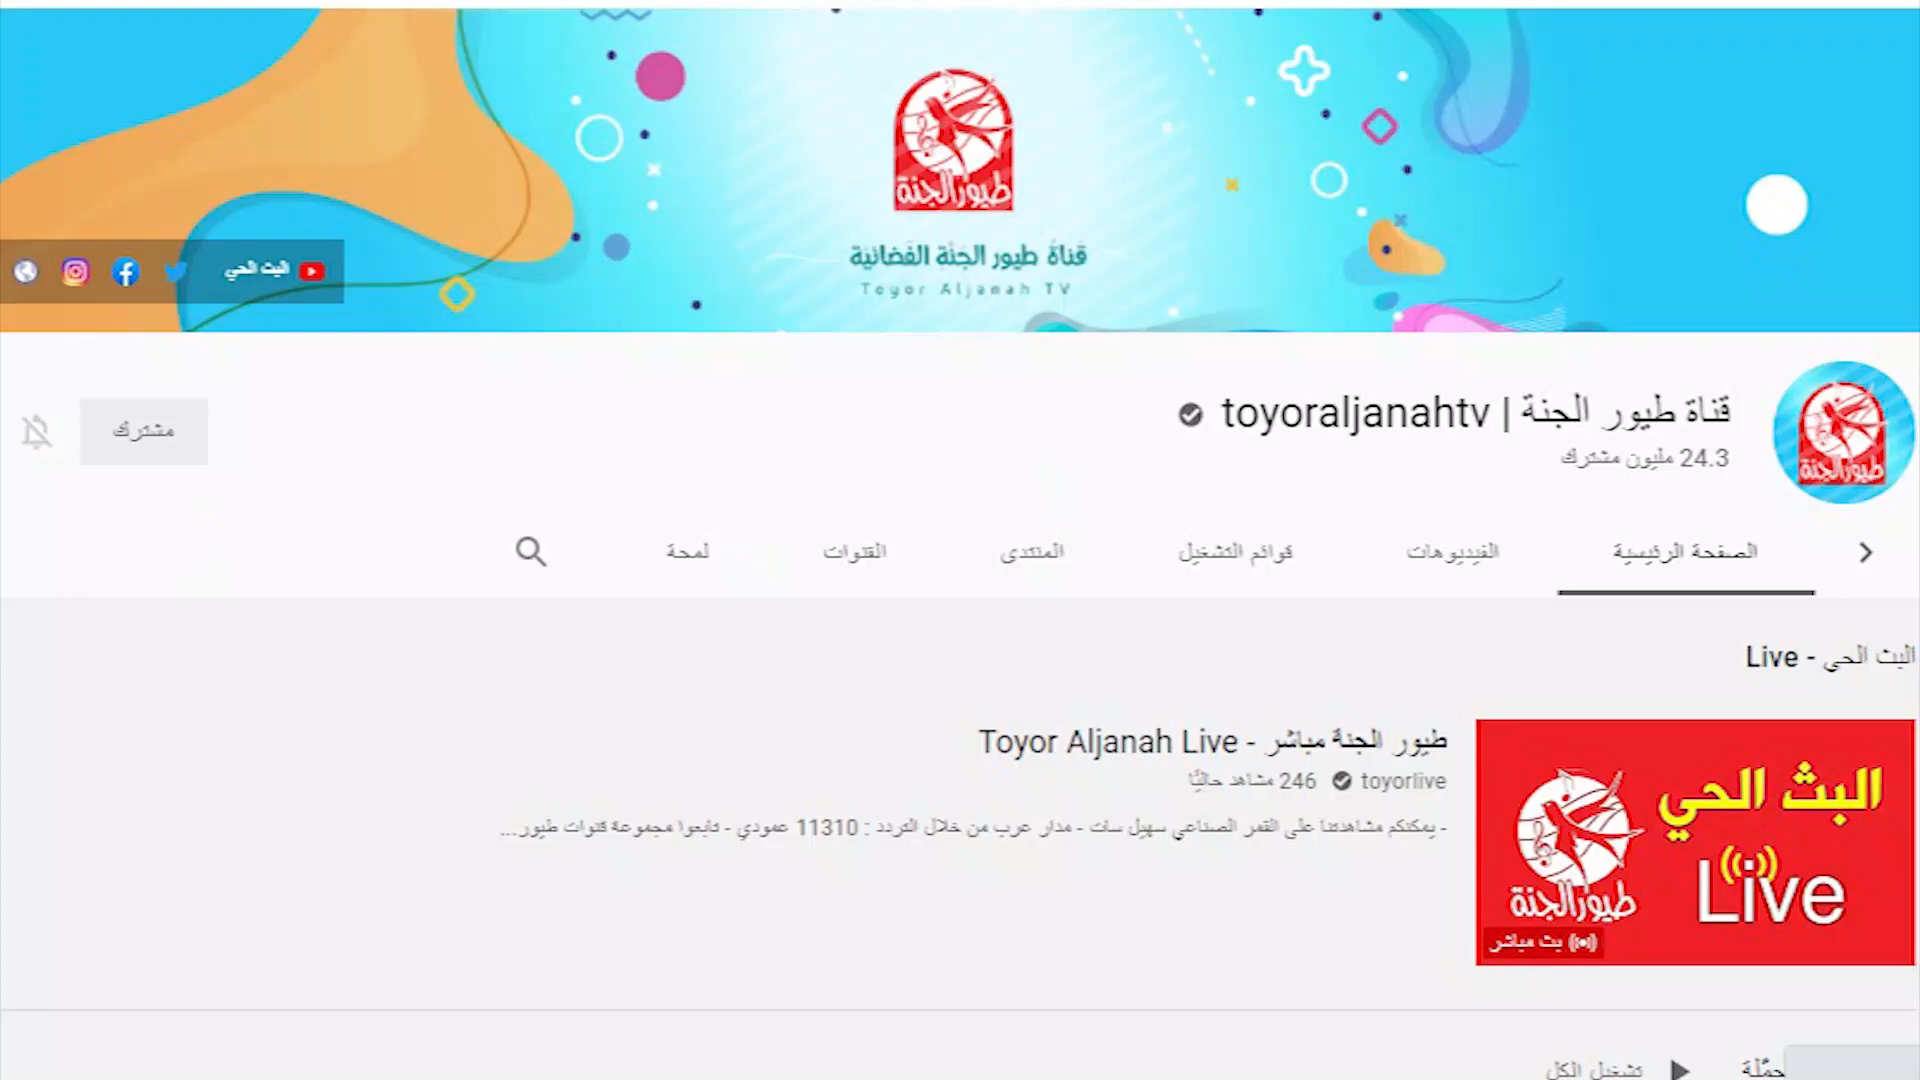 طيور الجنة
قناة طيور الجنة الفضائية
Toyor Aljanah TV
البث الحي
قناة طيور الجنة | toyoraljanahtv
24.3 مليون مشترك
طيور الجنة
مشترك
الصفحة الرئيسية
الفيديوهات
قوائم التشغيل
المنتدى
القنوات
لمحة
البث الحي - Live
طيور الجنة مباشر - Toyor Aljanah Live
toyorlive 246 مشاهد حاليًا
- يمكنكم مشاهدتنا على القمر الصناعي سهيل سات - مدار عرب من خلال التردد : 11310 عمودي - تابعوا مجموعة قنوات طيور...
البث الحي
Live
طيور الجنة
بث مباشر
تشغيل الكل